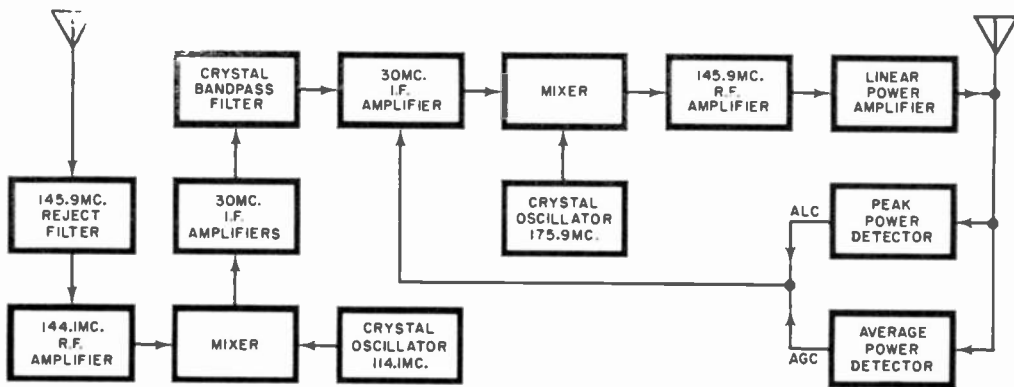 CRYSTAL
BANDPASS
FILTER
30MC.
I.F.
AMPLIFIER
MIXER
145.9MC.
R.F.
AMPLIFIER
LINEAR
POWER
AMPLIFIER
145.9MC.
REJECT
FILTER
30MC.
I.F.
AMPLIFIERS
CRYSTAL
OSCILLATOR
175.9MC.
ALC
PEAK
POWER
DETECTOR
144.1MC.
R.F.
AMPLIFIER
MIXER
CRYSTAL
OSCILLATOR
114.1MC.
AGC
AVERAGE
POWER
DETECTOR